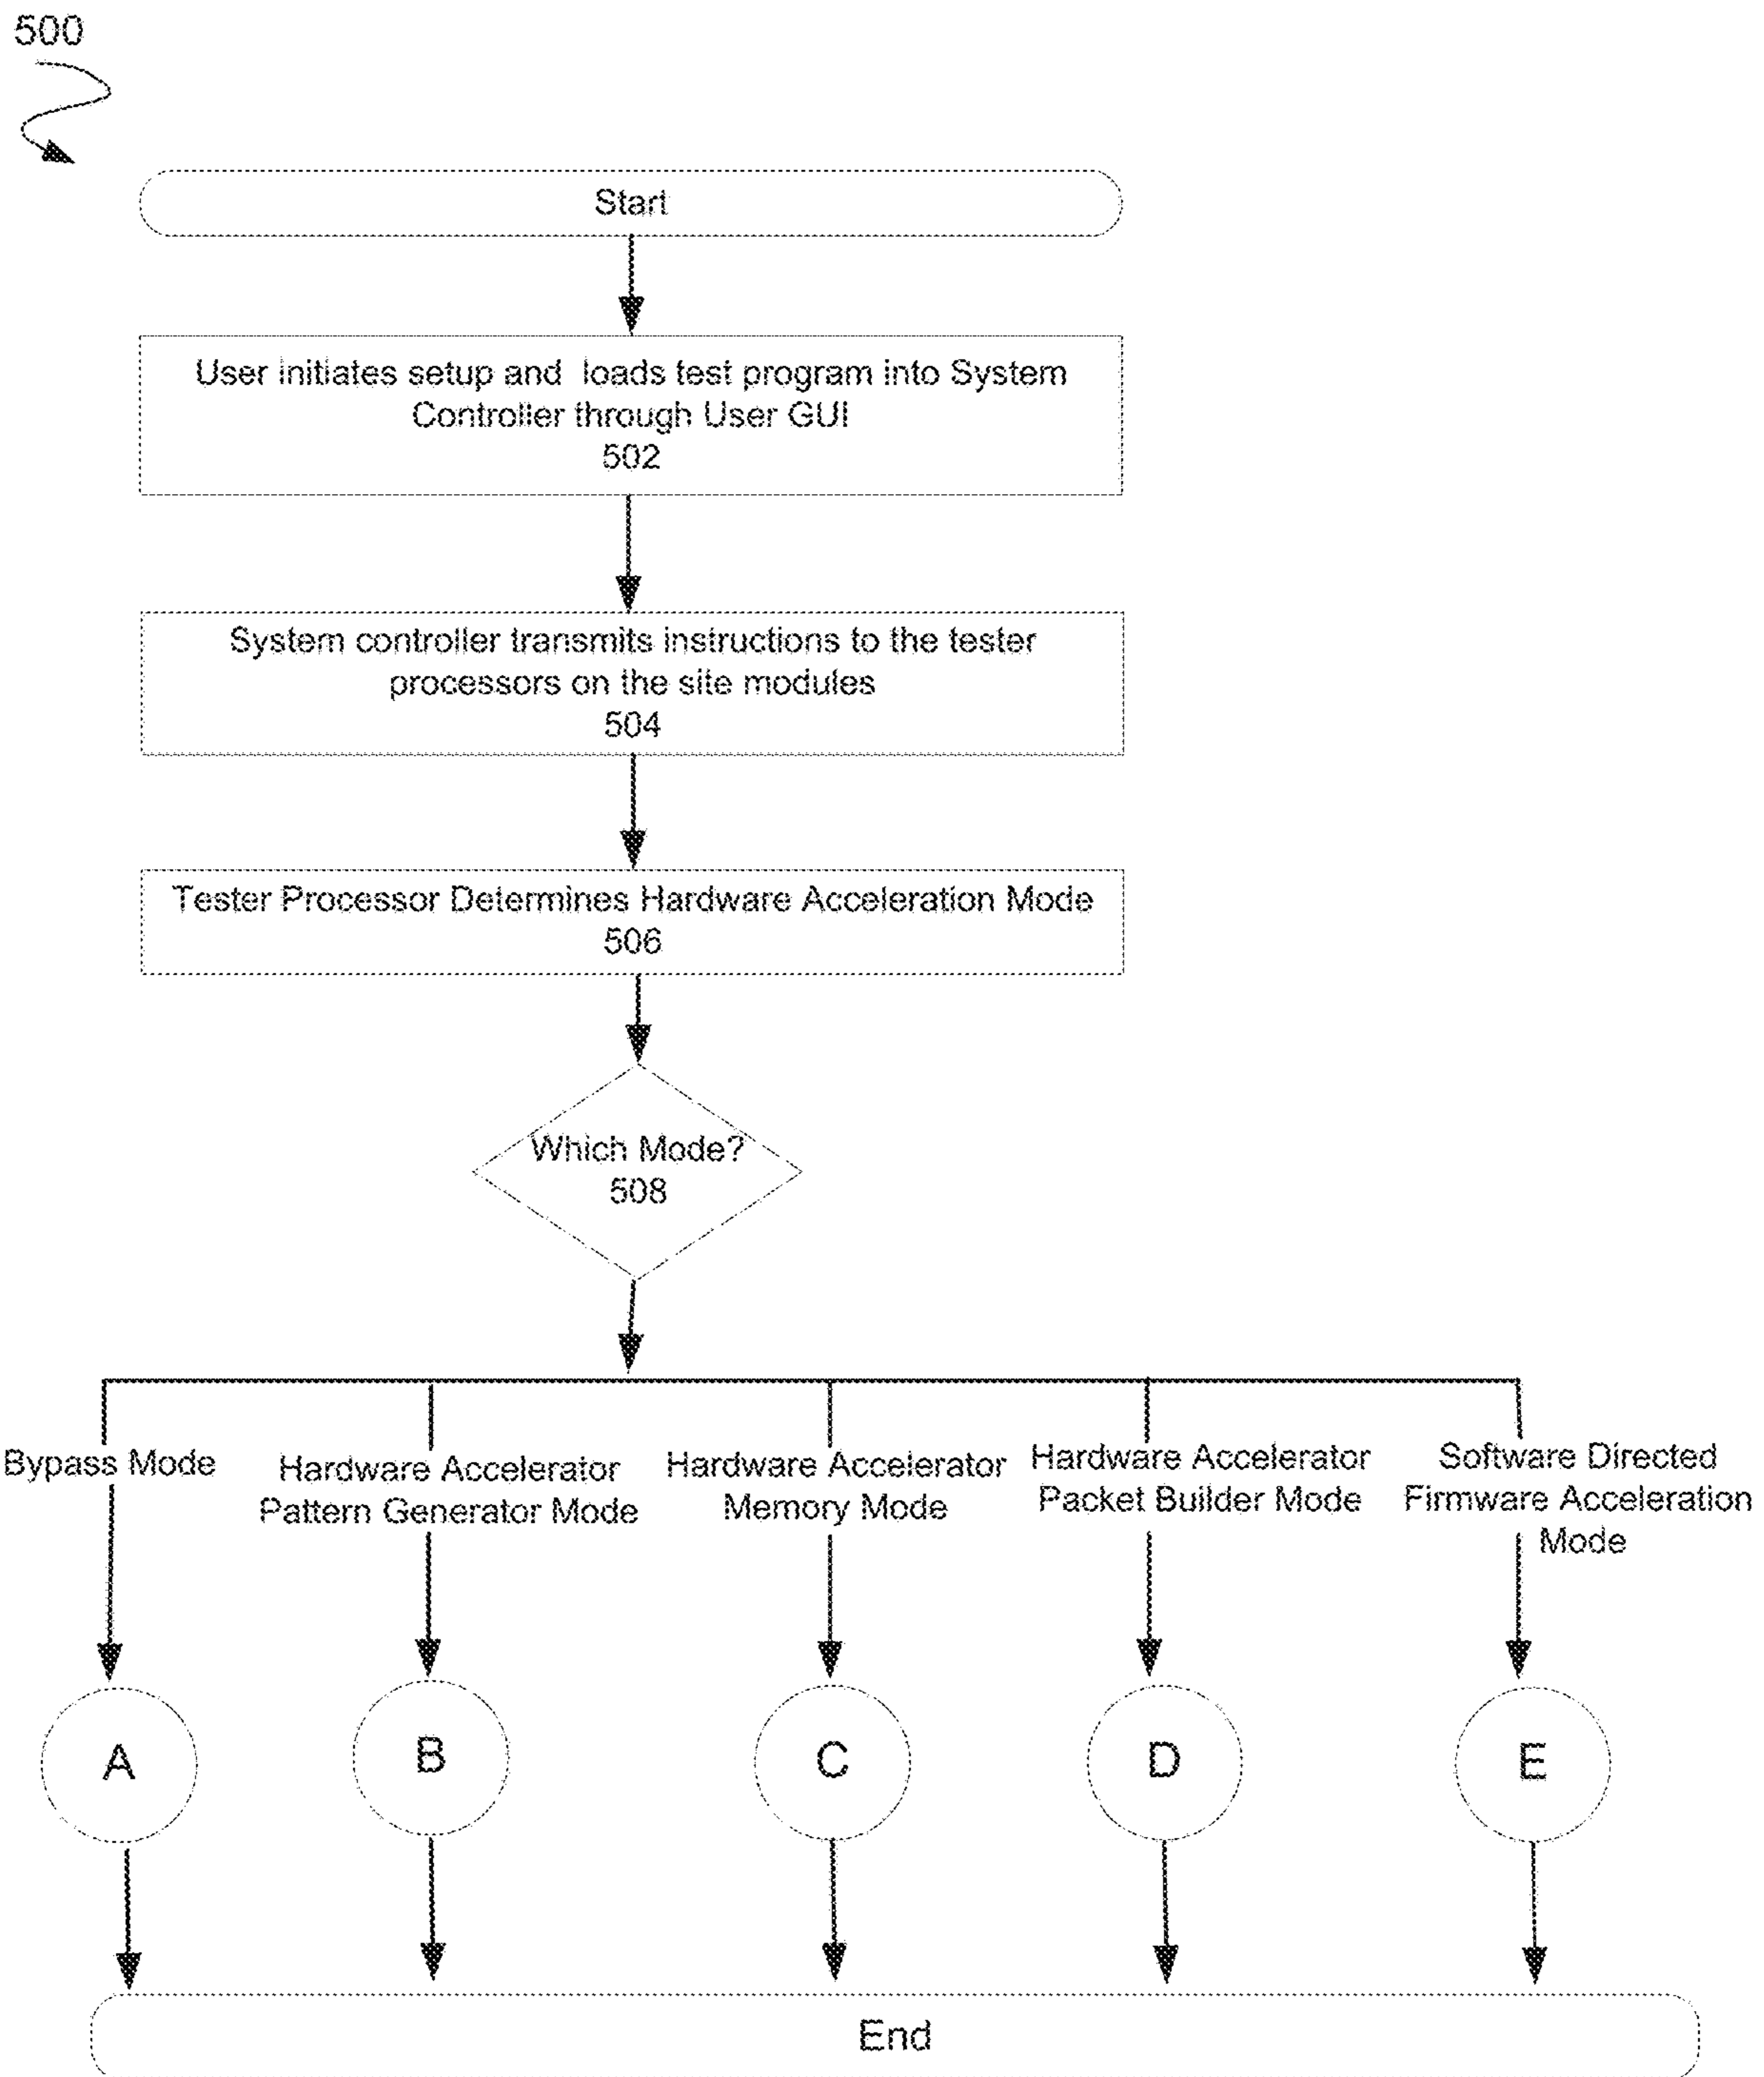 500
Start
User initiates setup and loads test program into System
Controller through User GUI
502
System controller transmits instructions to the tester
processors on the site modules
504
Tester Processor Determines Hardware Acceleration Mode
506
Which Mode?
508
Bypass Mode
Hardware Accelerator
Pattern Generator Mode
Hardware Accelerator
Memory Mode
Hardware Accelerator
Packet Builder Mode
Software Directed
Firmware Acceleration
Mode
A
B
C
D
E
End